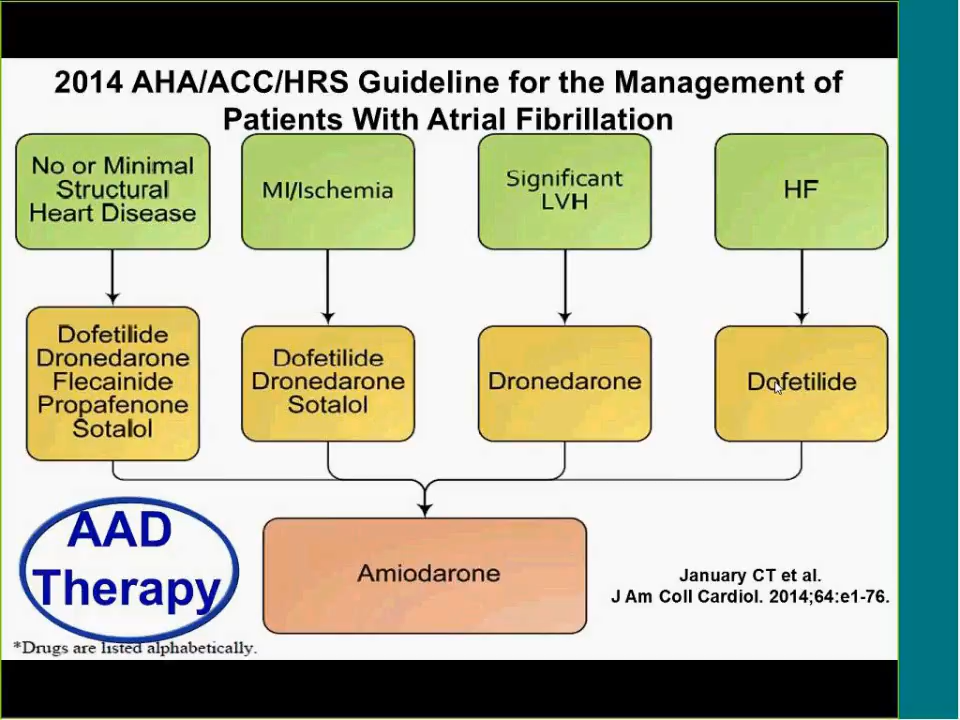 2014 AHA/ACC/HRS Guideline for the Management of
Patients With Atrial Fibrillation
No or Minimal
Structural
Heart Disease
MI/Ischemia
Significant
LVH
HF
Dofetilide
Dronedarone
Flecainide
Propafenone
Sotalol
Dofetilide
Dronedarone
Sotalol
Dronedarone
Dofetilide
AAD
Therapy
Amiodarone
January CT et al.
J Am Coll Cardiol. 2014;64:e1-76.
*Drugs are listed alphabetically.